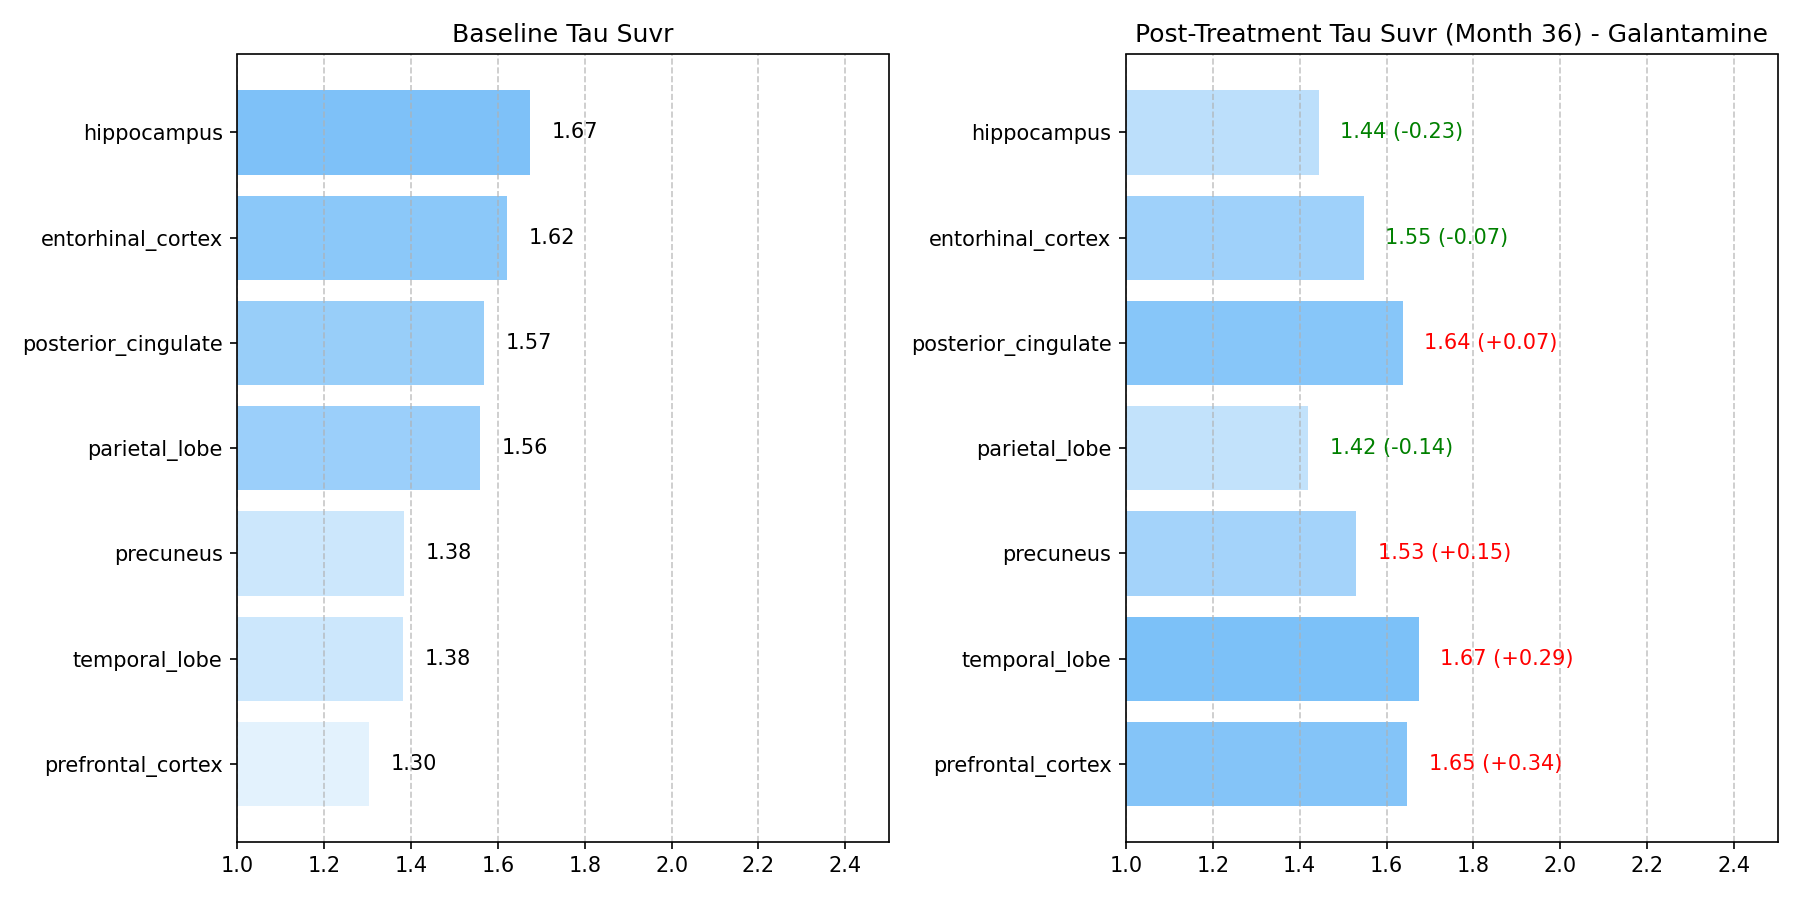 Baseline Tau Suvr
hippocampus
1.67
entorhinal_cortex
1.62
posterior_cingulate
1.57
parietal_lobe
1.56
precuneus
1.38
temporal_lobe
1.38
prefrontal_cortex
1.30
1.0 1.2 1.4 1.6 1.8 2.0 2.2 2.4
Post-Treatment Tau Suvr (Month 36) - Galantamine
hippocampus
1.44 (-0.23)
entorhinal_cortex
1.55 (-0.07)
posterior_cingulate
1.64 (+0.07)
parietal_lobe
1.42 (-0.14)
precuneus
1.53 (+0.15)
temporal_lobe
1.67 (+0.29)
prefrontal_cortex
1.65 (+0.34)
1.0 1.2 1.4 1.6 1.8 2.0 2.2 2.4